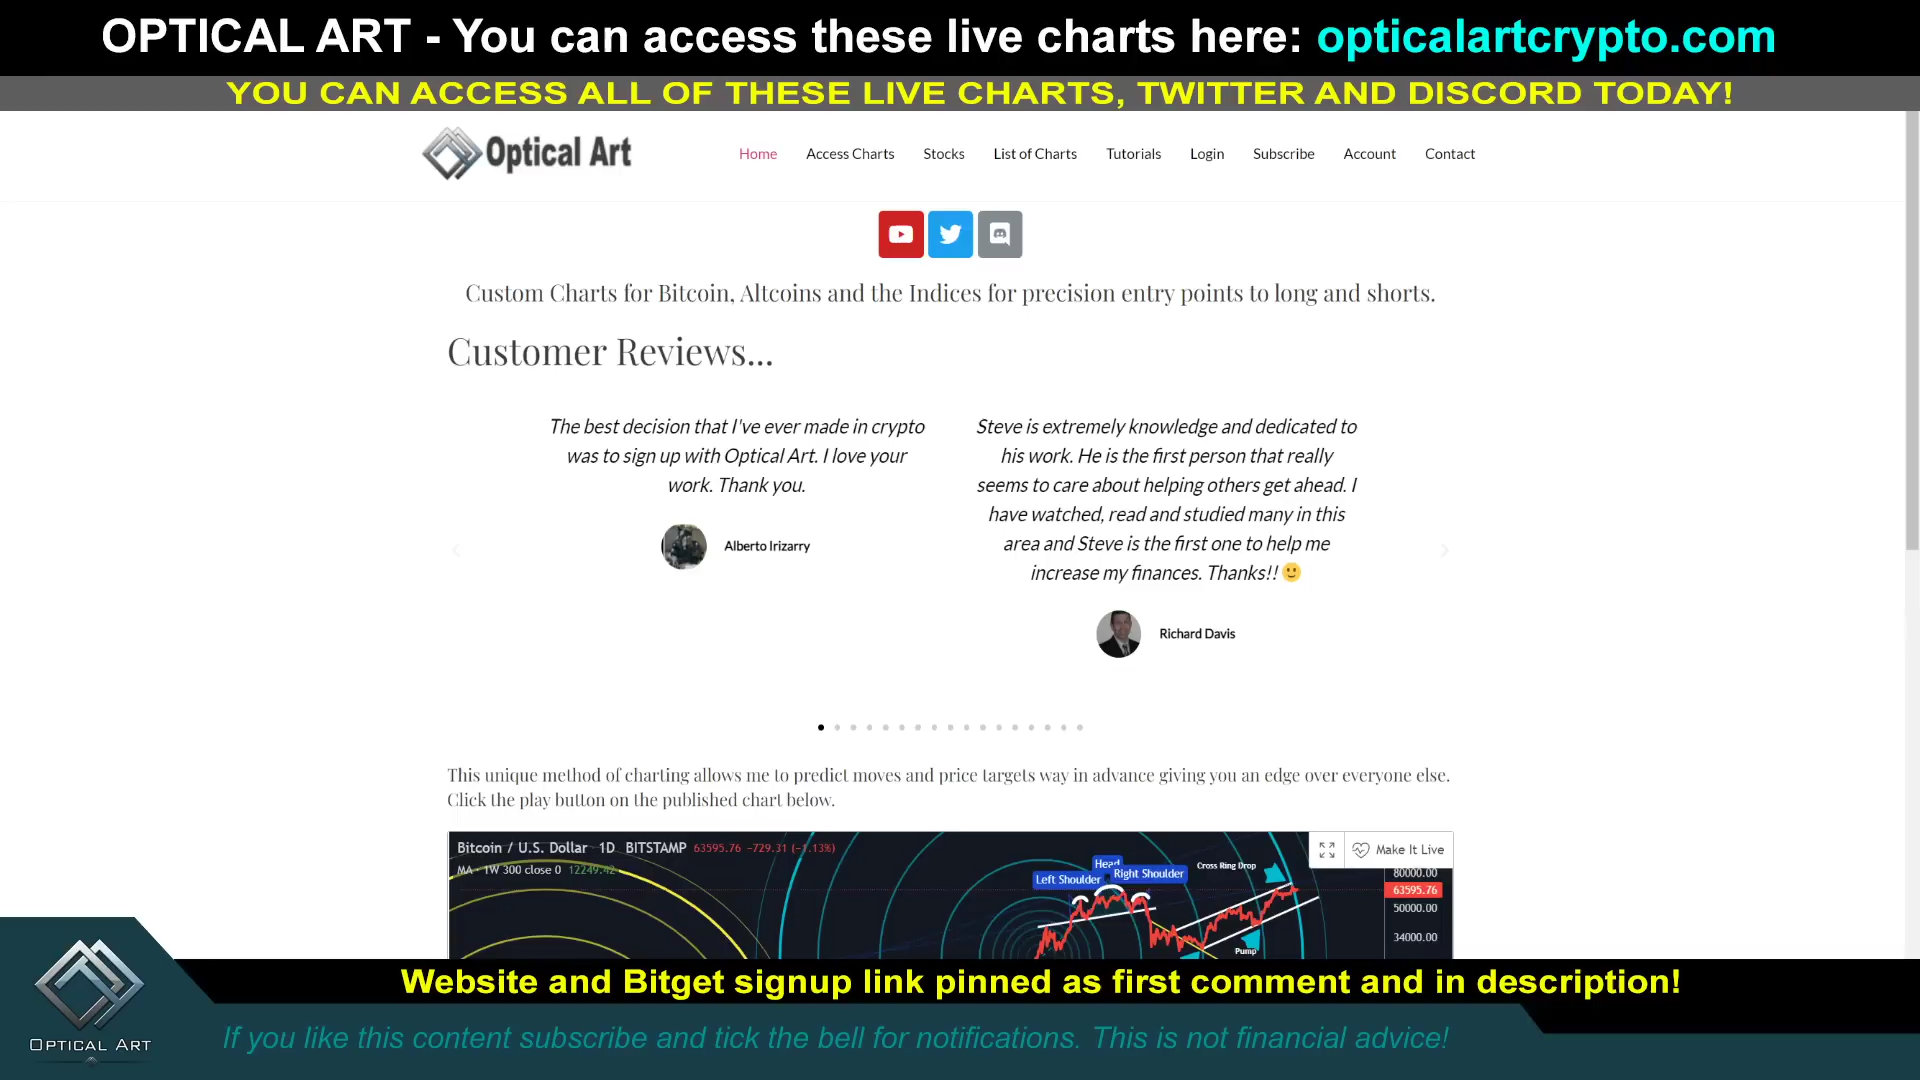 OPTICAL ART - You can access these live charts here: opticalartcrypto.com
YOU CAN ACCESS ALL OF THESE LIVE CHARTS, TWITTER AND DISCORD TODAY!
Optical Art
Home Access Charts Stocks List of Charts Tutorials Login Subscribe Account Contact
Custom Charts for Bitcoin, Altcoins and the Indices for precision entry points to long and shorts.
Customer Reviews...
The best decision that I've ever made in crypto
was to sign up with Optical Art. I love your
work. Thank you.
Alberto Irizarry
Steve is extremely knowledge and dedicated to
his work. He is the first person that really
seems to care about helping others get ahead. I
have watched, read and studied many in this
area and Steve is the first one to help me
increase my finances. Thanks!! 🙂
Richard Davis
This unique method of charting allows me to predict moves and price targets way in advance giving you an edge over everyone else.
Click the play button on the published chart below.
Bitcoin / U.S. Dollar 1D BITSTAMP 63595.76 -729.31 (-1.13%)
MA 1W 300 close 0 12249.42
Make It Live
Head
Left Shoulder
Right Shoulder
Cross Ring Drop
Pump
80000.00
63595.76
50000.00
34000.00
Website and Bitget signup link pinned as first comment and in description!
OPTICAL ART
If you like this content subscribe and tick the bell for notifications. This is not financial advice!